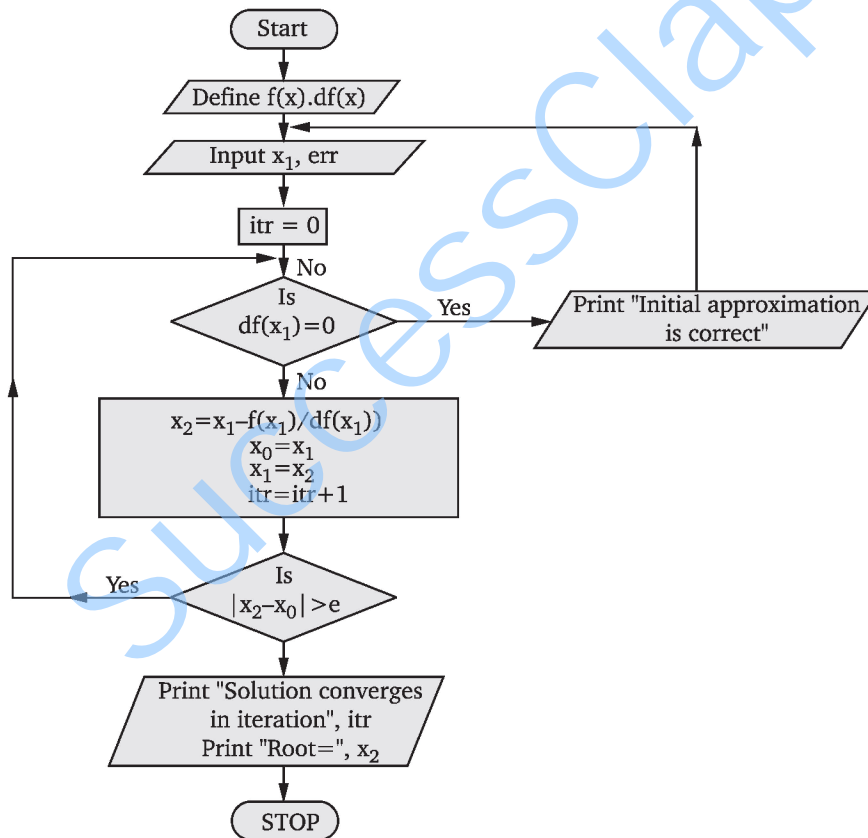 Start
Define f(x).df(x)
Input x₁, err
itr = 0
No
Is
df(x₁)=0
Yes
Print "Initial approximation
is correct"
No
x₂=x₁–f(x₁)/df(x₁))
x₀=x₁
x₁=x₂
itr=itr+1
Is
|x₂–x₀|>e
Yes
Print "Solution converges
in iteration", itr
Print "Root=", x₂
STOP
SuccessClap